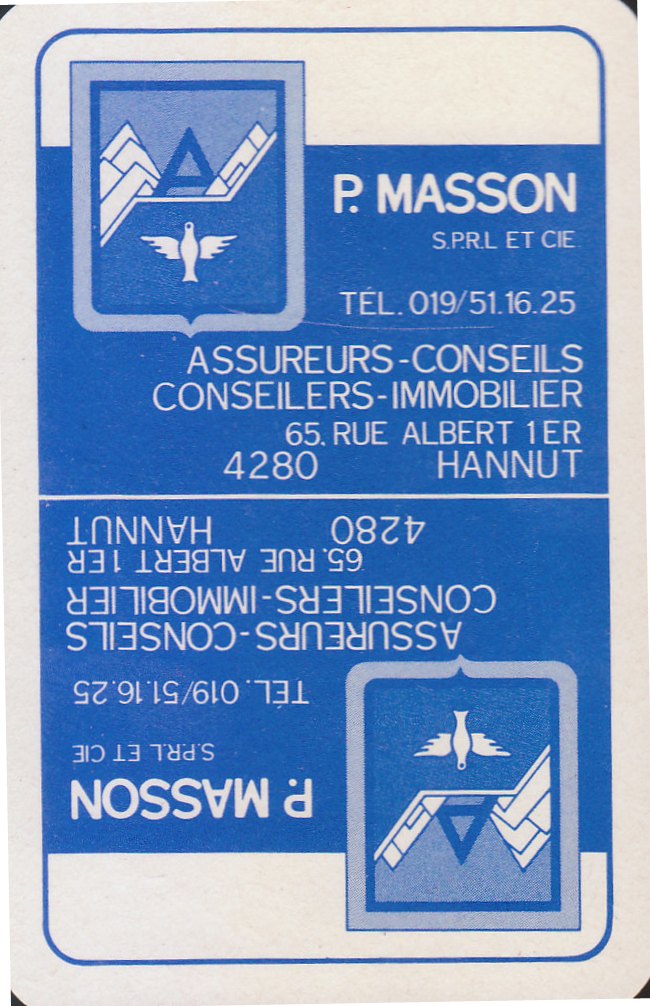 P. MASSON
S.P.R.L ET CIE
TÉL. 019/51.16.25
ASSUREURS-CONSEILS
CONSEILERS-IMMOBILIER
65, RUE ALBERT 1ER
4280 HANNUT
P. MASSON
S.P.R.L ET CIE
TÉL. 019/51.16.25
ASSUREURS-CONSEILS
CONSEILERS-IMMOBILIER
65, RUE ALBERT 1ER
4280 HANNUT